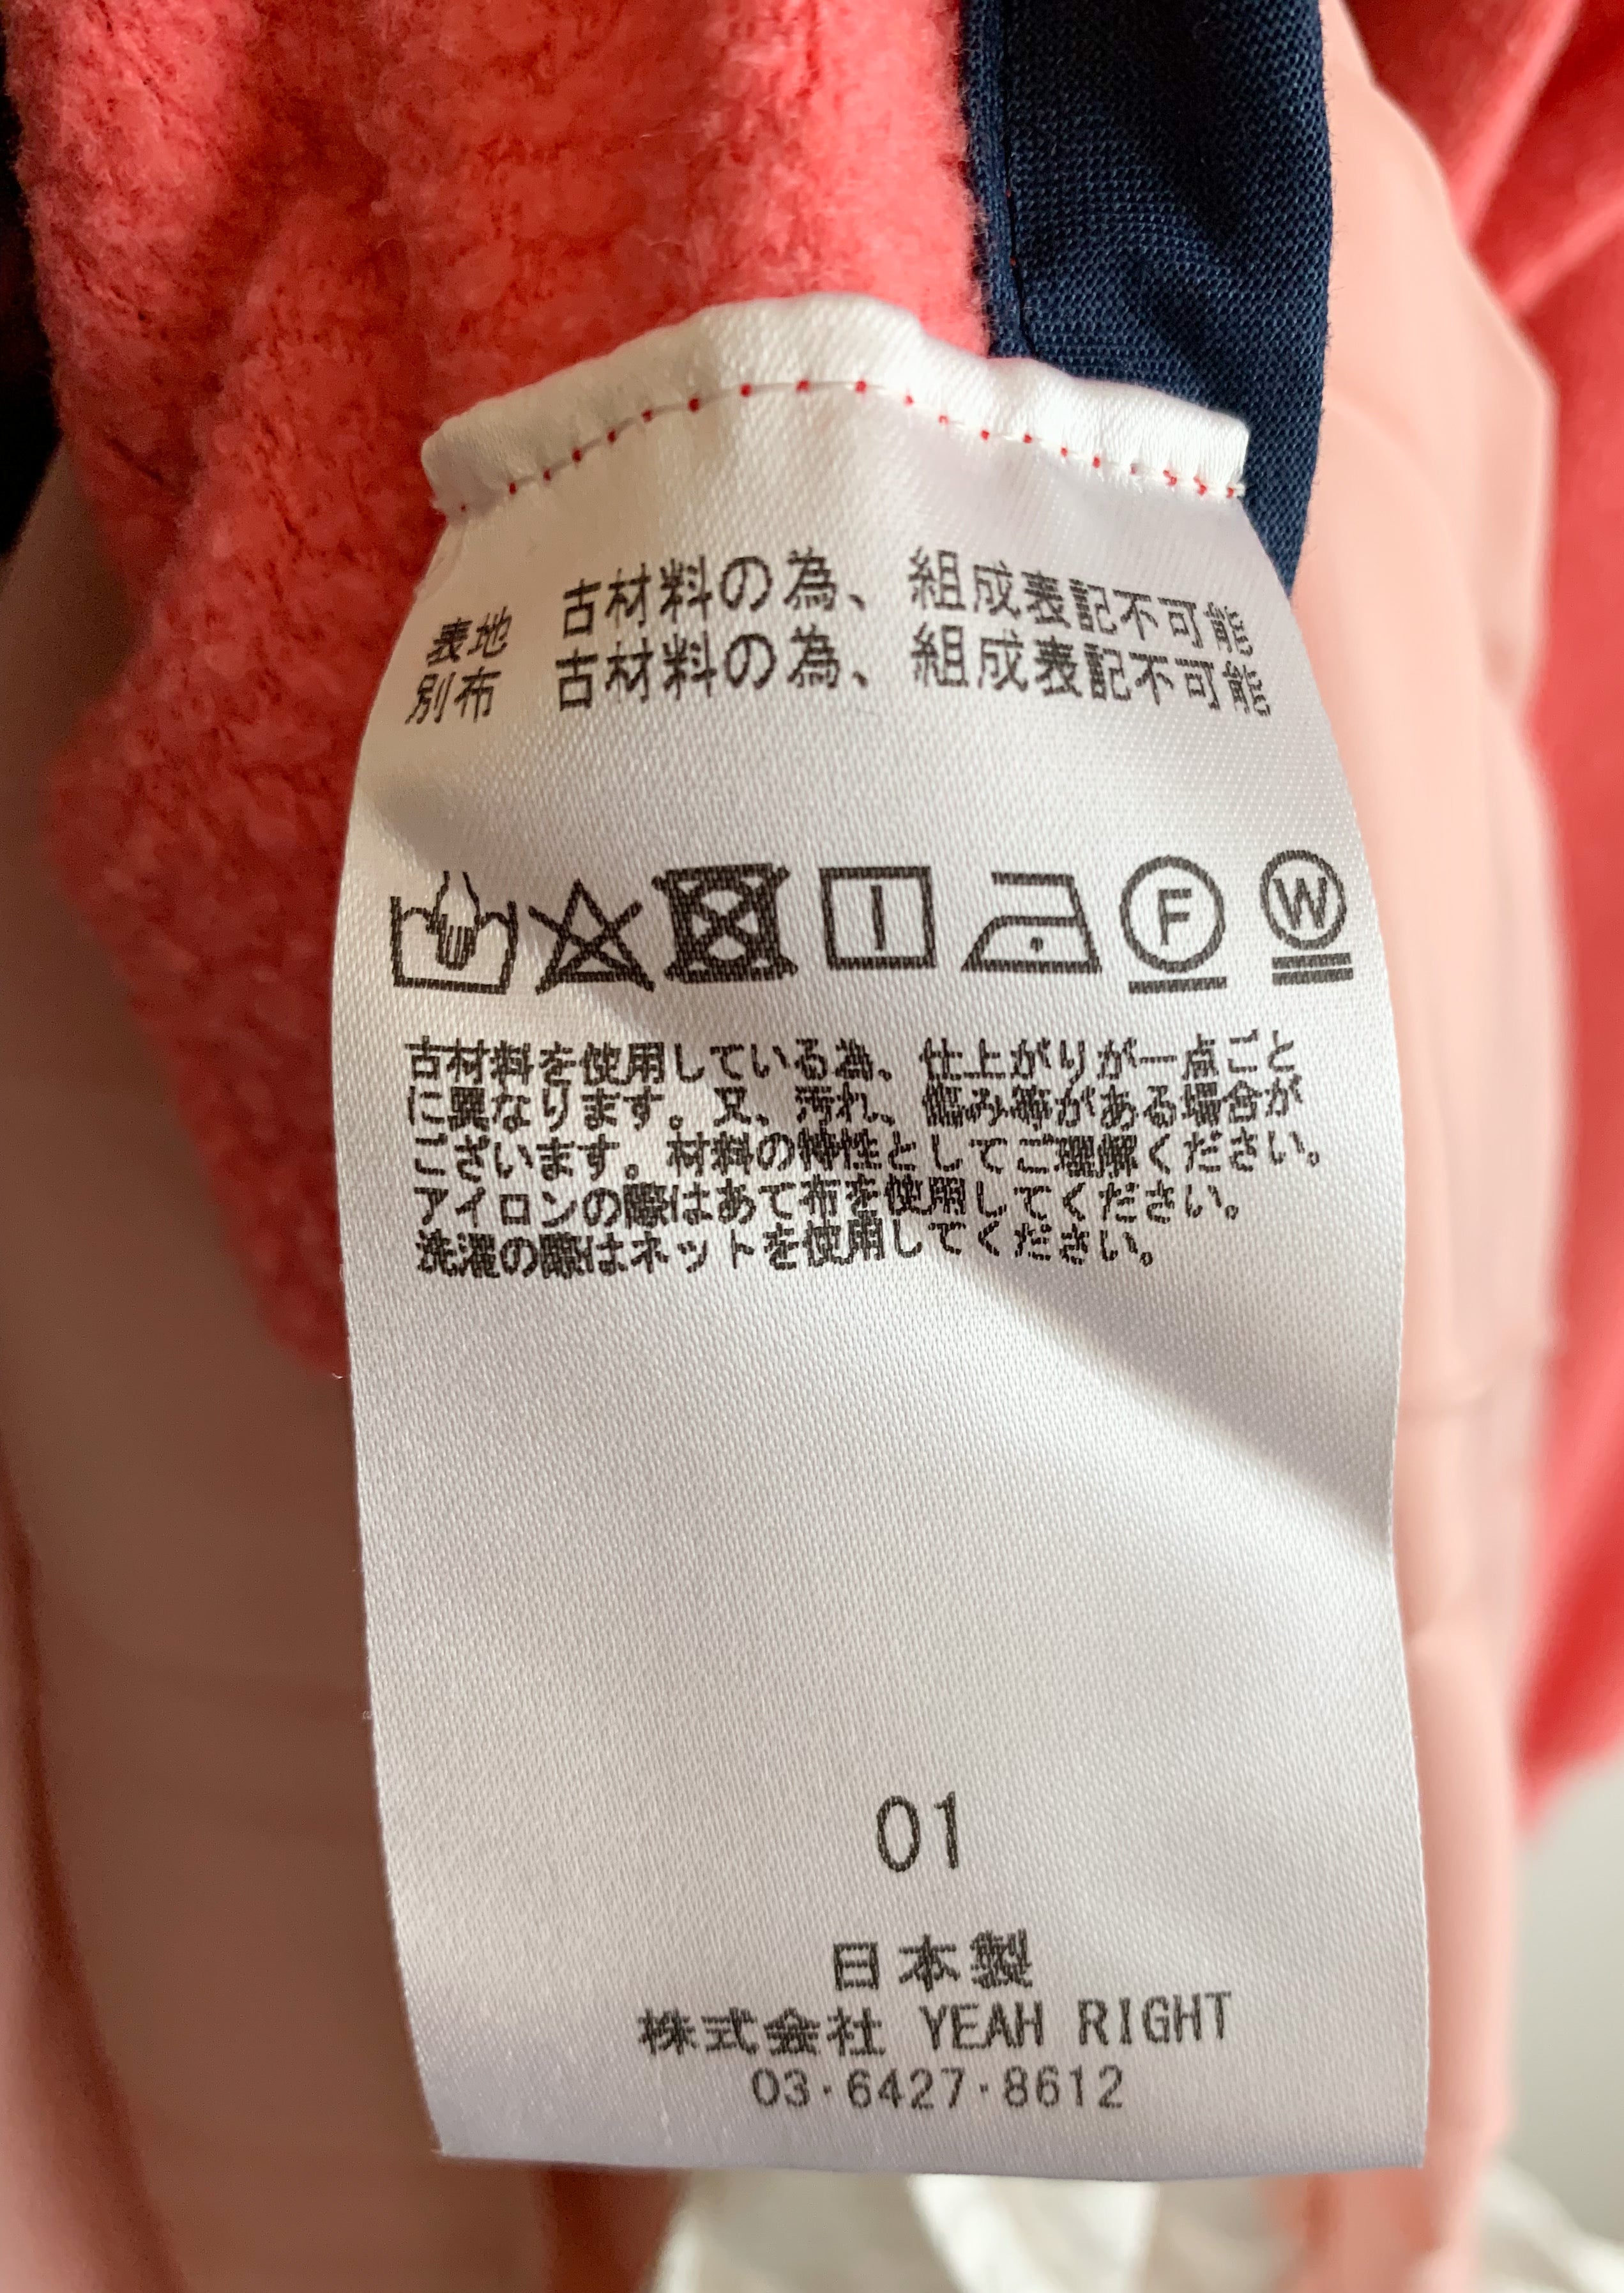 表地 古材料の為、組成表記不可能
別布 古材料の為、組成表記不可能
F W
古材料を使用している為、仕上がりが一点ごと
に異なります。又、汚れ、傷み等がある場合が
ございます。材料の特性としてご理解ください。
アイロンの際はあて布を使用してください。
洗濯の際はネットを使用してください。
01
日本製
株式会社 YEAH RIGHT
03・6427・8612